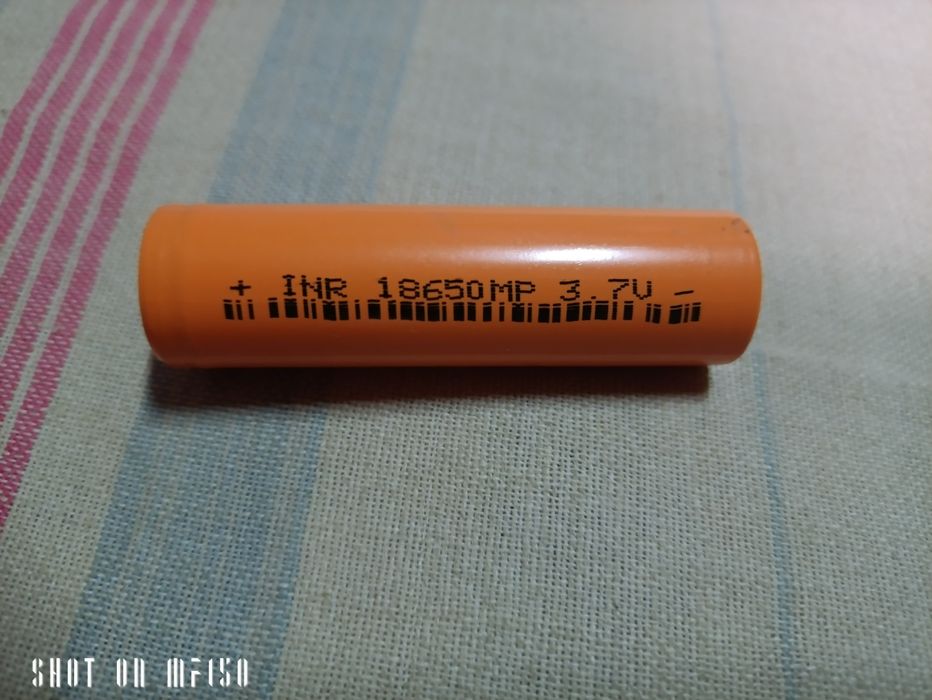 + INR 18650MP 3.7V -
SHOT ON MF150